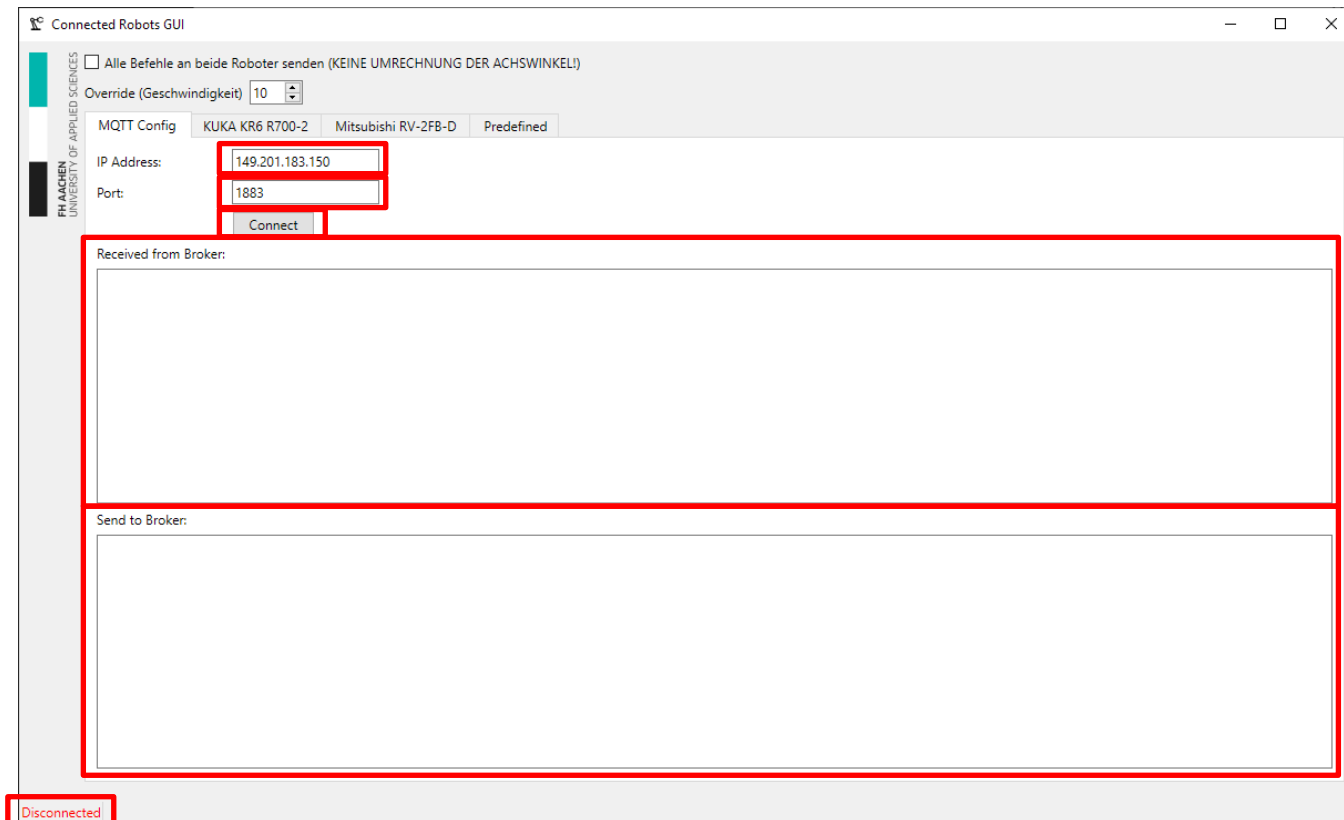 Connected Robots GUI
FH AACHEN
UNIVERSITY OF APPLIED SCIENCES
Alle Befehle an beide Roboter senden (KEINE UMRECHNUNG DER ACHSWINKEL!)
Override (Geschwindigkeit) 10
MQTT Config KUKA KR6 R700-2 Mitsubishi RV-2FB-D Predefined
IP Address: 149.201.183.150
Port: 1883
Connect
Received from Broker:
Send to Broker:
Disconnected